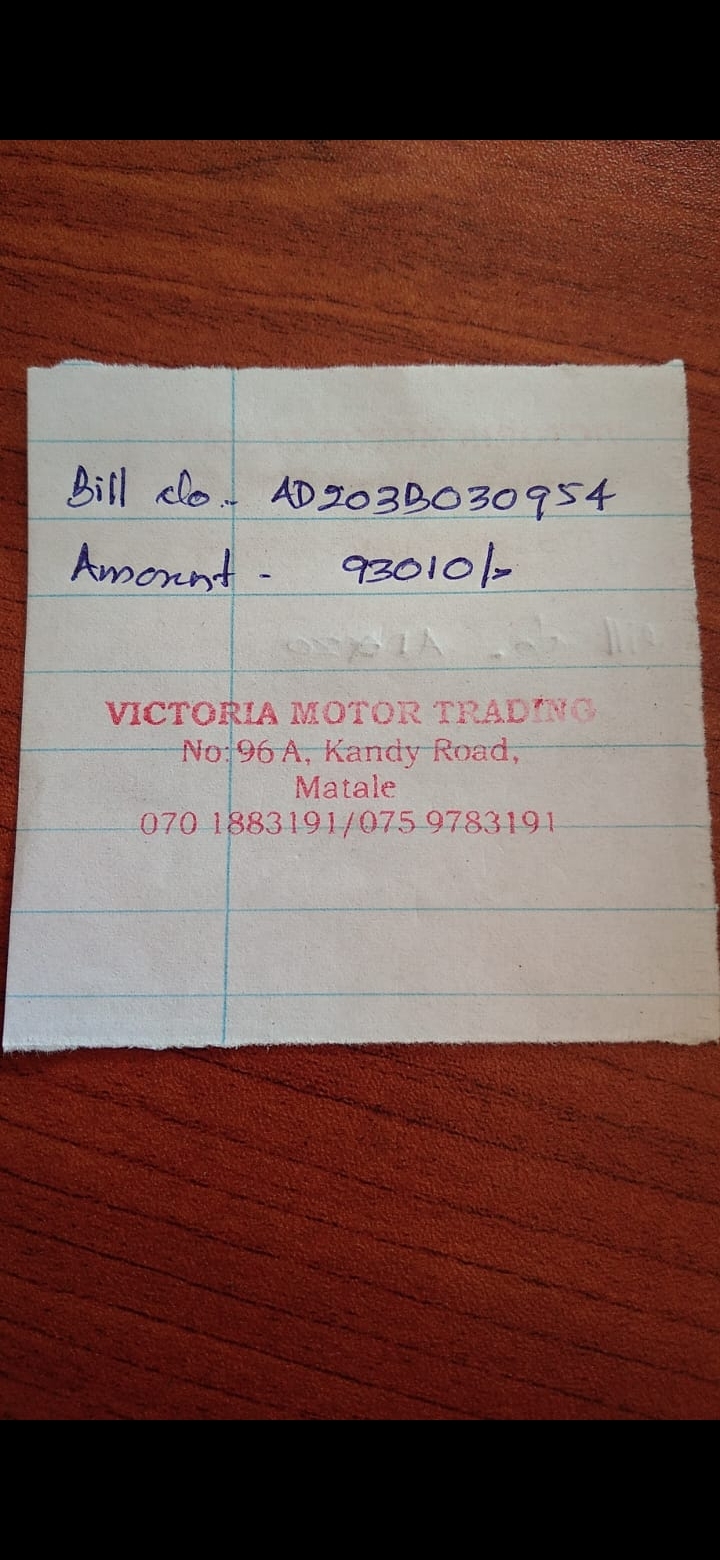 Bill No:- AD203B030954
Amount - 93010/-
VICTORIA MOTOR TRADING
No: 96 A, Kandy Road,
Matale
070 1883191/075 9783191